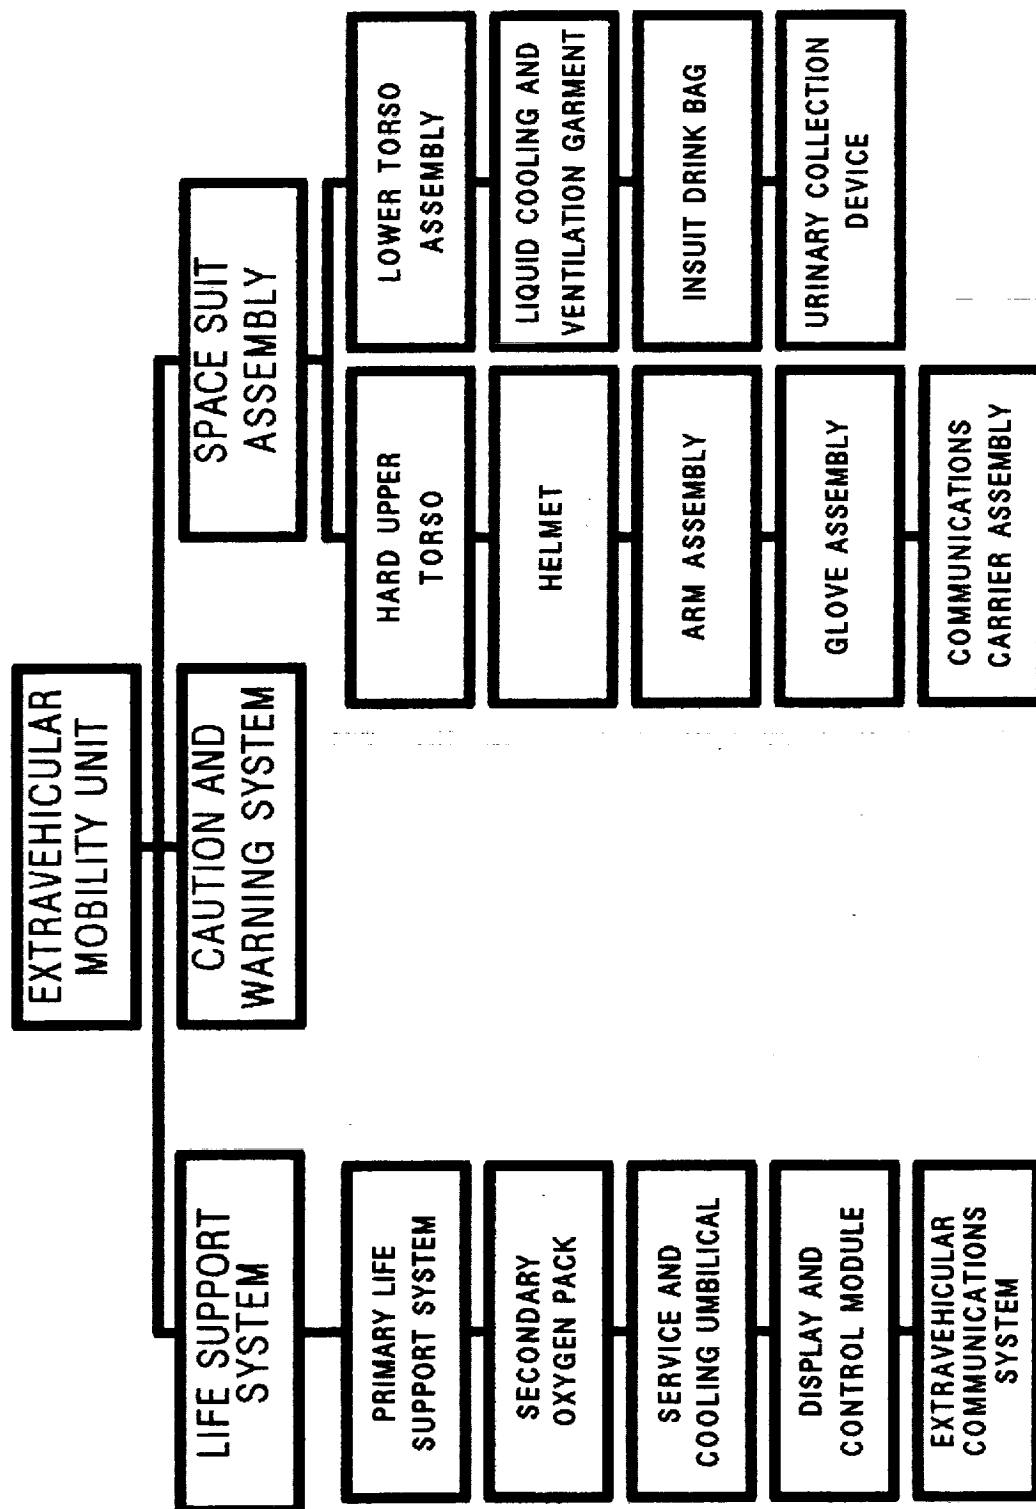 EXTRAVEHICULAR
MOBILITY UNIT
LIFE SUPPORT
SYSTEM
CAUTION AND
WARNING SYSTEM
SPACE SUIT
ASSEMBLY
PRIMARY LIFE
SUPPORT SYSTEM
SECONDARY
OXYGEN PACK
SERVICE AND
COOLING UMBILICAL
DISPLAY AND
CONTROL MODULE
EXTRAVEHICULAR
COMMUNICATIONS
SYSTEM
HARD UPPER
TORSO
HELMET
ARM ASSEMBLY
GLOVE ASSEMBLY
COMMUNICATIONS
CARRIER ASSEMBLY
LOWER TORSO
ASSEMBLY
LIQUID COOLING AND
VENTILATION GARMENT
INSUIT DRINK BAG
URINARY COLLECTION
DEVICE